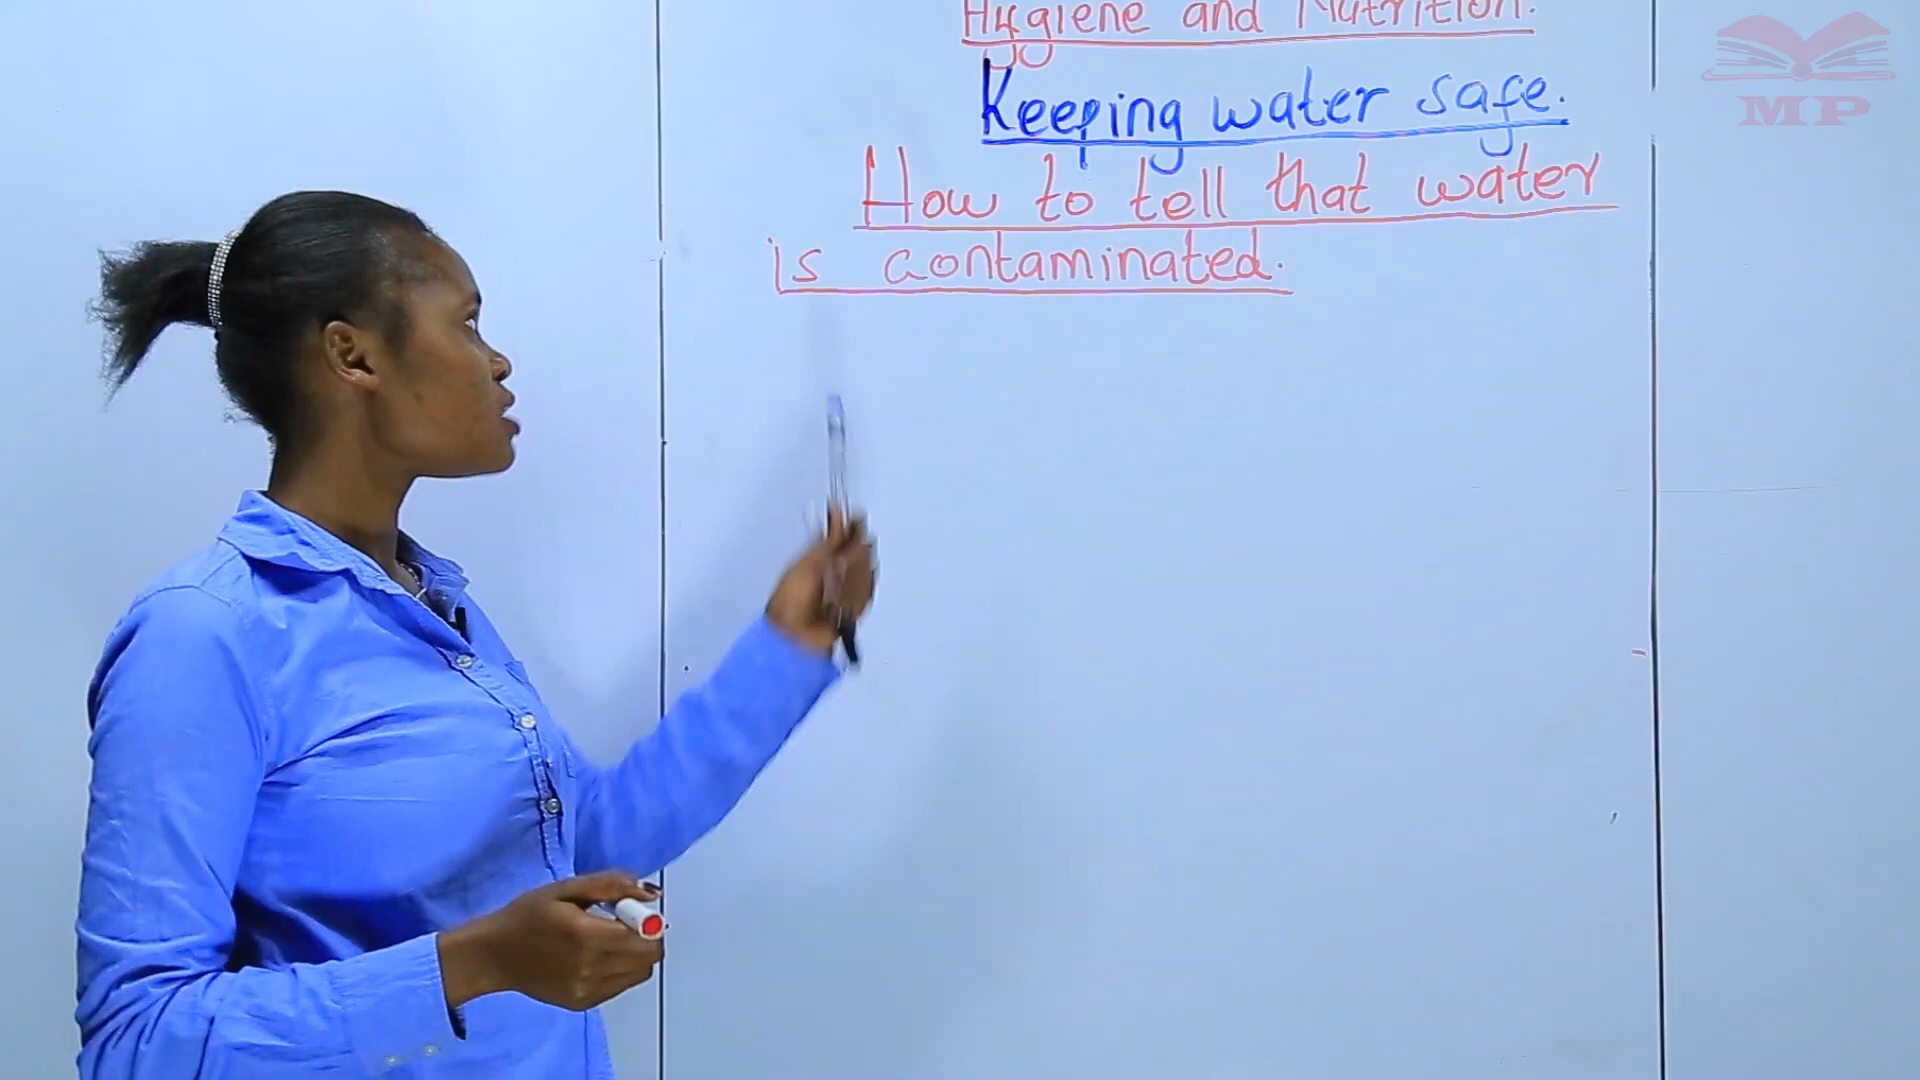 Hygiene and Nutrition.
Keeping water safe.
How to tell that water
is contaminated.
MP